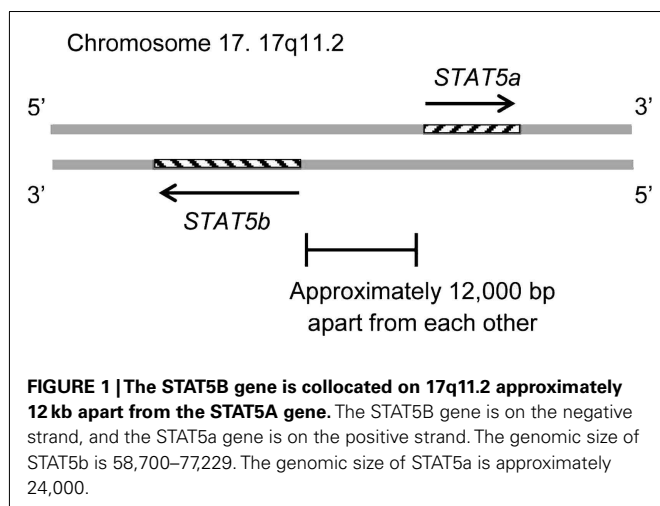 Chromosome 17. 17q11.2
STAT5a
5’ 3’
3’ 5’
STAT5b
Approximately 12,000 bp
apart from each other
FIGURE 1 | The STAT5B gene is collocated on 17q11.2 approximately
12 kb apart from the STAT5A gene. The STAT5B gene is on the negative
strand, and the STAT5a gene is on the positive strand. The genomic size of
STAT5b is 58,700–77,229. The genomic size of STAT5a is approximately
24,000.